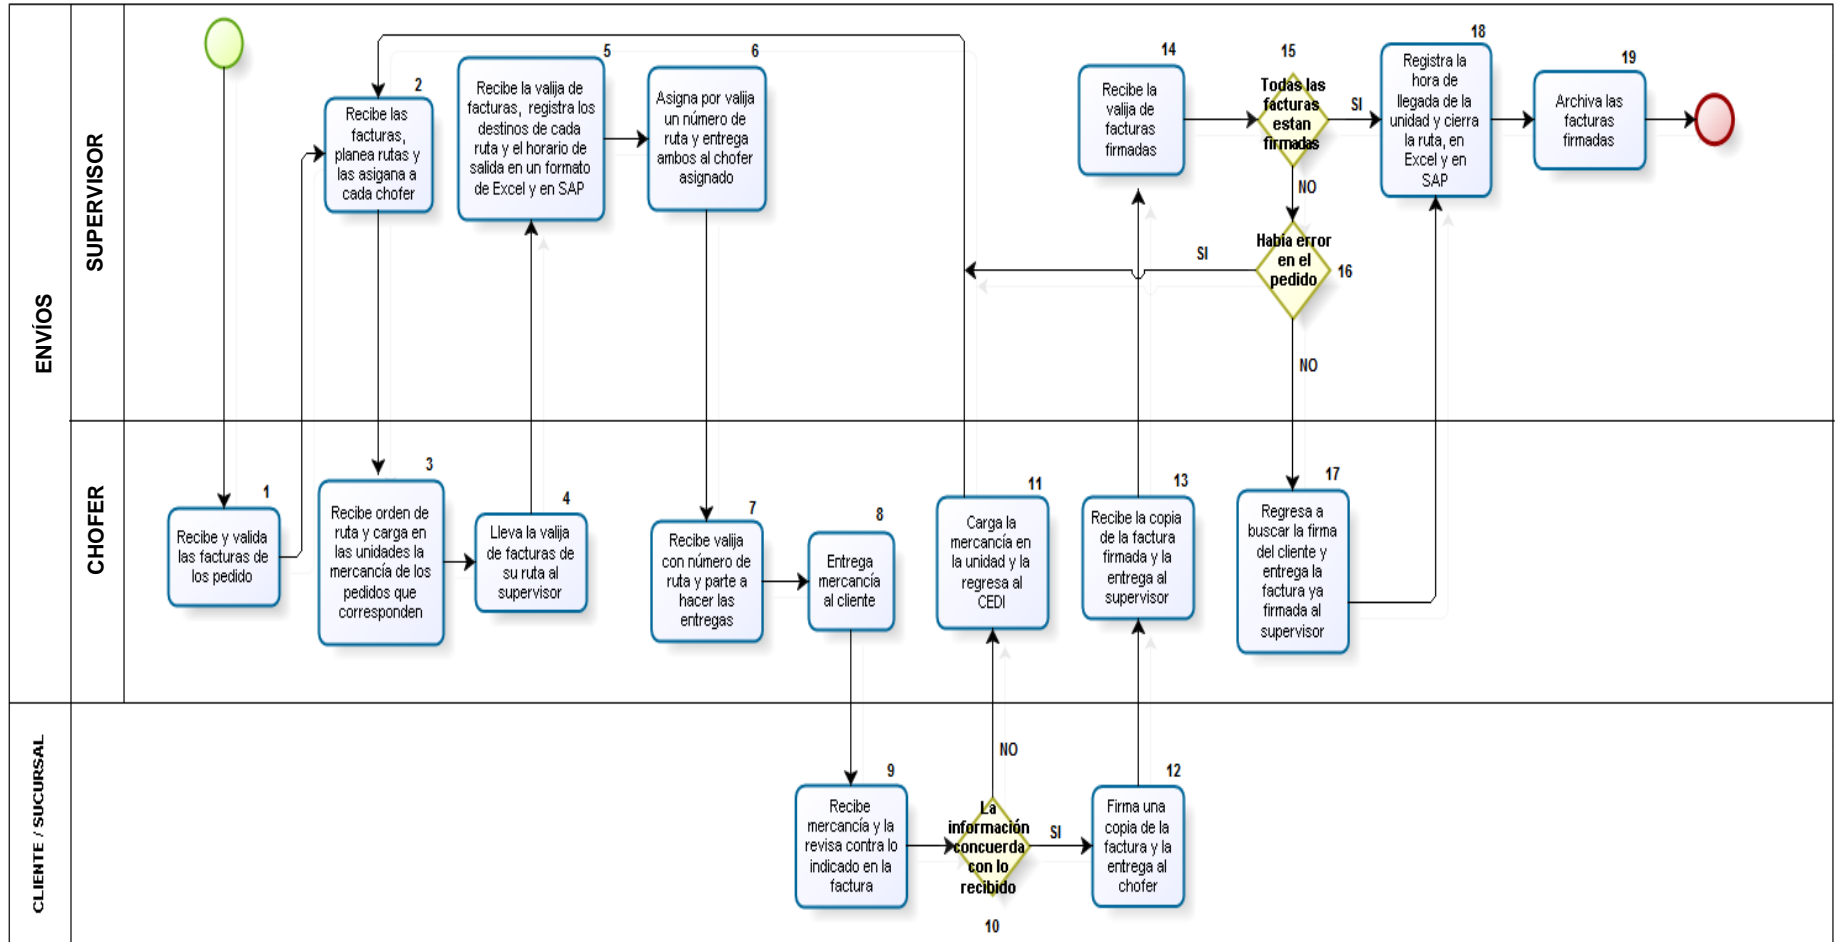 ENVÍOS
SUPERVISOR
2
Recibe las
facturas,
planea rutas y
las asigana a
cada chofer
5
Recibe la valija de
facturas, registra los
destinos de cada
ruta y el horario de
salida en un formato
de Excel y en SAP
6
Asigna por valija
un número de
ruta y entrega
ambos al chofer
asignado
14
Recibe la
valija de
facturas
firmadas
15
Todas las
facturas
estan
firmadas
SI
NO
18
Registra la
hora de
llegada de la
unidad y cierra
la ruta, en
Excel y en
SAP
19
Archiva las
facturas
firmadas
Habia error
en el
pedido
16
SI
NO
CHOFER
1
Recibe y valida
las facturas de
los pedido
3
Recibe orden de
ruta y carga en
las unidades la
mercancía de los
pedidos que
corresponden
4
Lleva la valija
de facturas de
su ruta al
supervisor
7
Recibe valija
con número de
ruta y parte a
hacer las
entregas
8
Entrega
mercancía
al cliente
11
Carga la
mercancía en
la unidad y la
regresa al
CEDI
13
Recibe la copia
de la factura
firmada y la
entrega al
supervisor
17
Regresa a
buscar la firma
del cliente y
entrega la
factura ya
firmada al
supervisor
CLIENTE / SUCURSAL
9
Recibe
mercancía y la
revisa contra lo
indicado en la
factura
NO
La
información
concuerda
con lo
recibido
10
SI
12
Firma una
copia de la
factura y la
entrega al
chofer